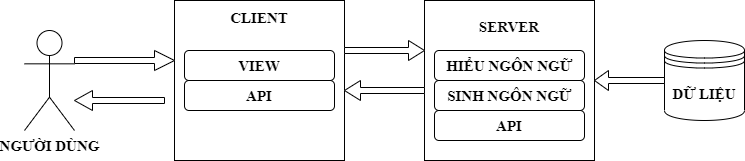 CLIENT
SERVER
VIEW
API
HIỂU NGÔN NGỮ
SINH NGÔN NGỮ
API
DỮ LIỆU
NGƯỜI DÙNG